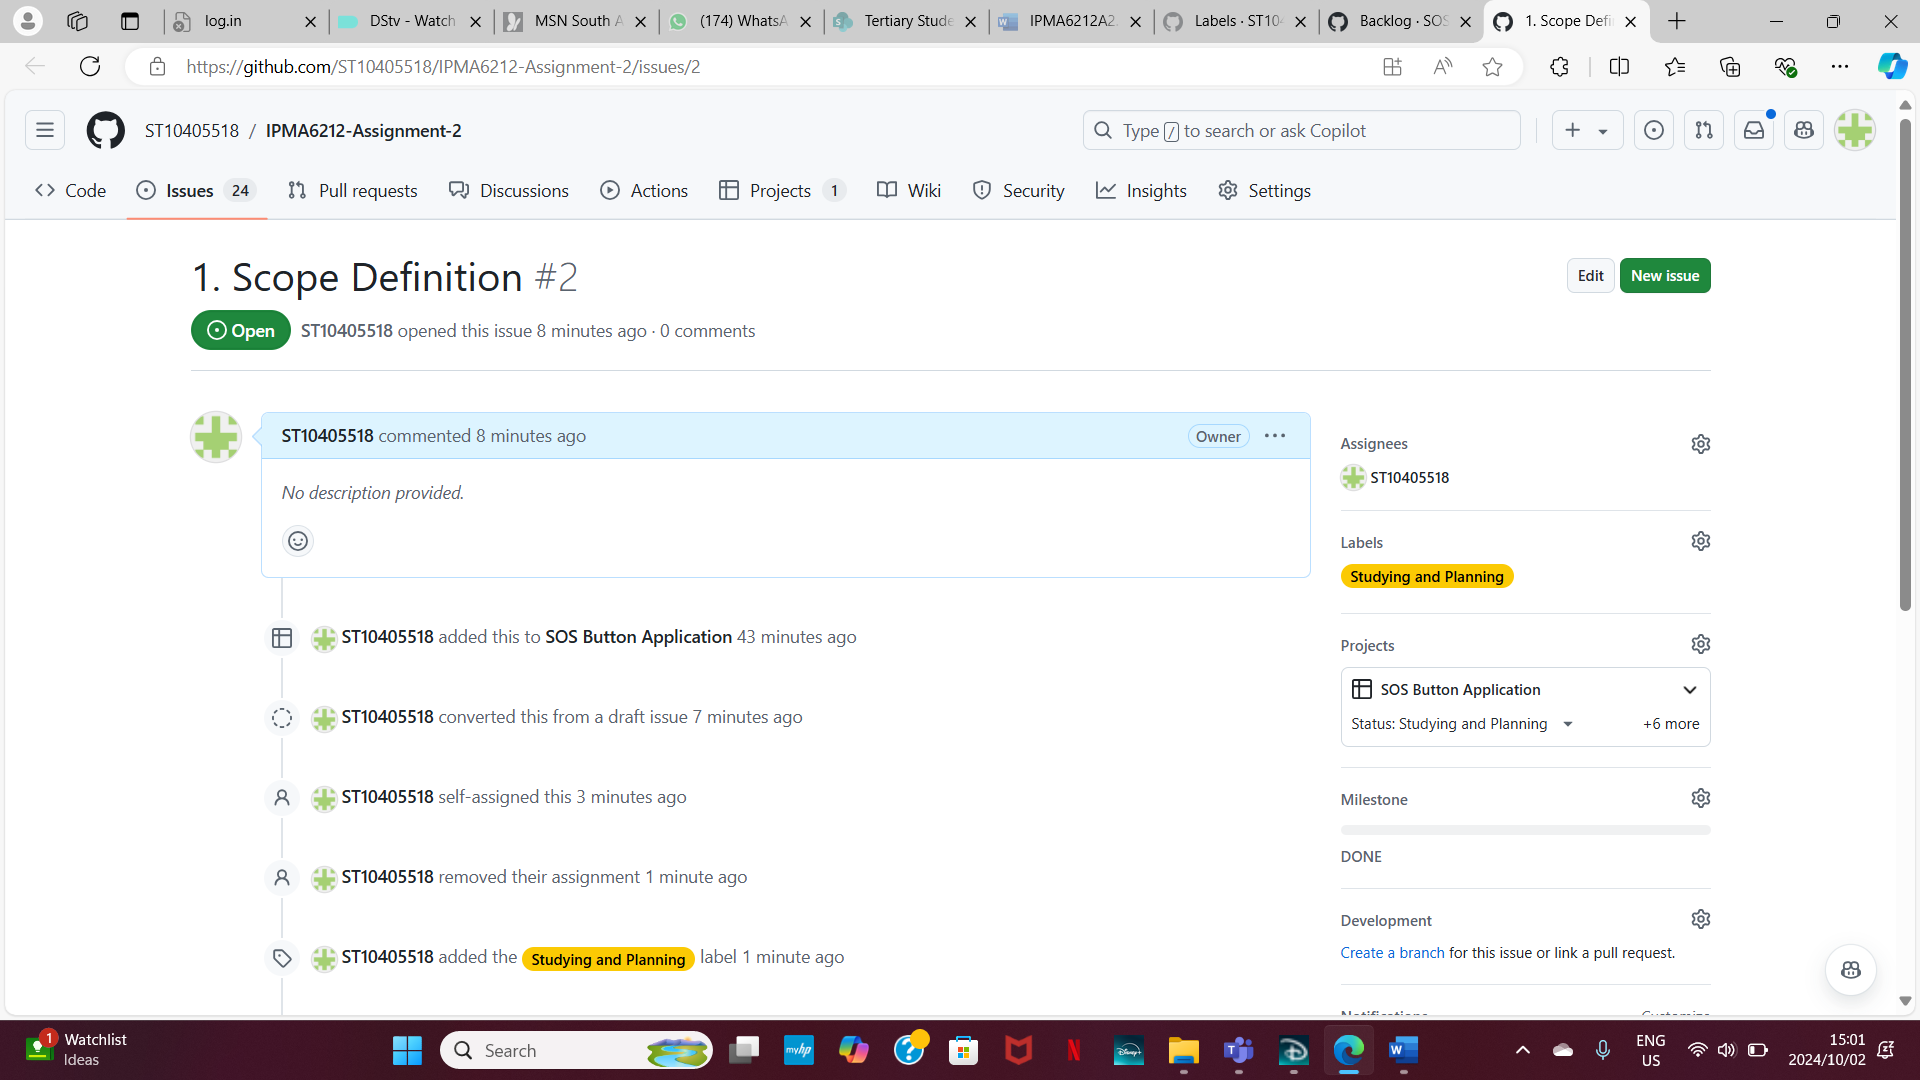 log.in
DStv - Watch
MSN South A
(174) WhatsA
Tertiary Stude
IPMA6212A2.
Labels · ST104
Backlog · SOS
1. Scope Defin
https://github.com/ST10405518/IPMA6212-Assignment-2/issues/2
ST10405518 / IPMA6212-Assignment-2
Type / to search or ask Copilot
Code
Issues 24
Pull requests
Discussions
Actions
Projects 1
Wiki
Security
Insights
Settings
1. Scope Definition #2
Edit
New issue
Open
ST10405518 opened this issue 8 minutes ago · 0 comments
ST10405518 commented 8 minutes ago
Owner
No description provided.
ST10405518 added this to SOS Button Application 43 minutes ago
ST10405518 converted this from a draft issue 7 minutes ago
ST10405518 self-assigned this 3 minutes ago
ST10405518 removed their assignment 1 minute ago
ST10405518 added the Studying and Planning label 1 minute ago
Assignees
ST10405518
Labels
Studying and Planning
Projects
SOS Button Application
Status: Studying and Planning
+6 more
Milestone
DONE
Development
Create a branch for this issue or link a pull request.
Notifications
Customize
1
Watchlist
Ideas
Search
myhp
Disney+
N
W
ENG
US
15:01
2024/10/02